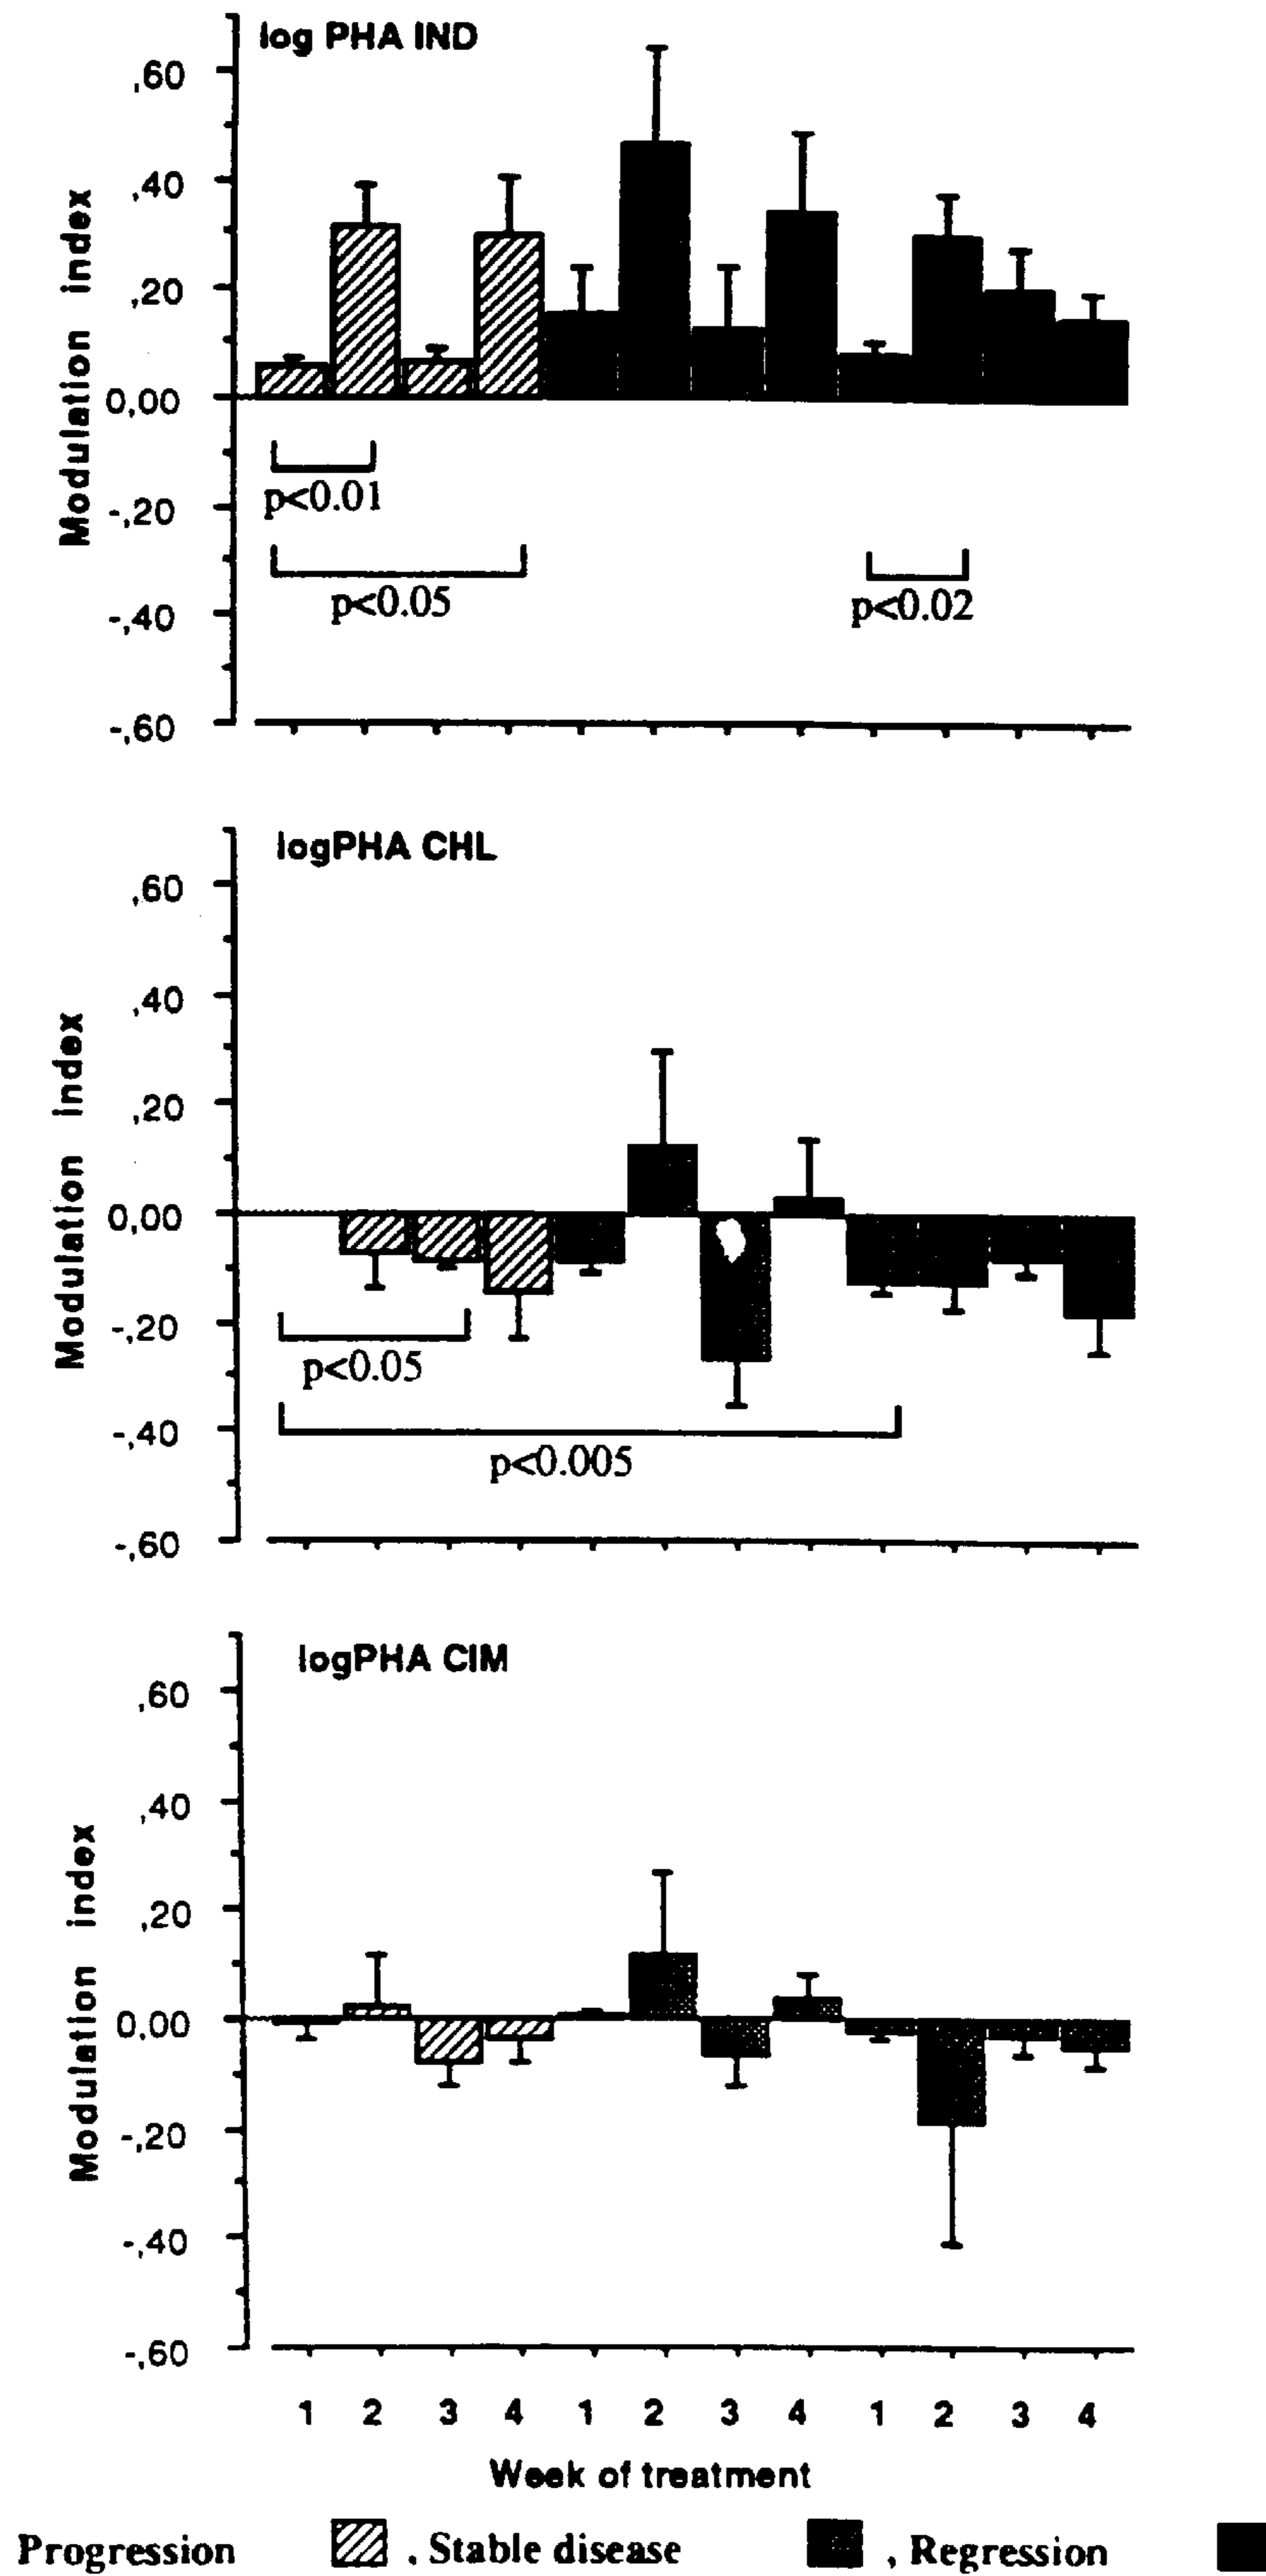 log PHA IND
,60
,40
,20
0,00
-,20
-,40
-,60
Modulation index
p<0.01
p<0.05
p<0.02
logPHA CHL
,60
,40
,20
0,00
-,20
-,40
-,60
Modulation index
p<0.05
p<0.005
logPHA CIM
,60
,40
,20
0,00
-,20
-,40
-,60
Modulation index
1 2 3 4 1 2 3 4 1 2 3 4
Week of treatment
Progression , Stable disease , Regression